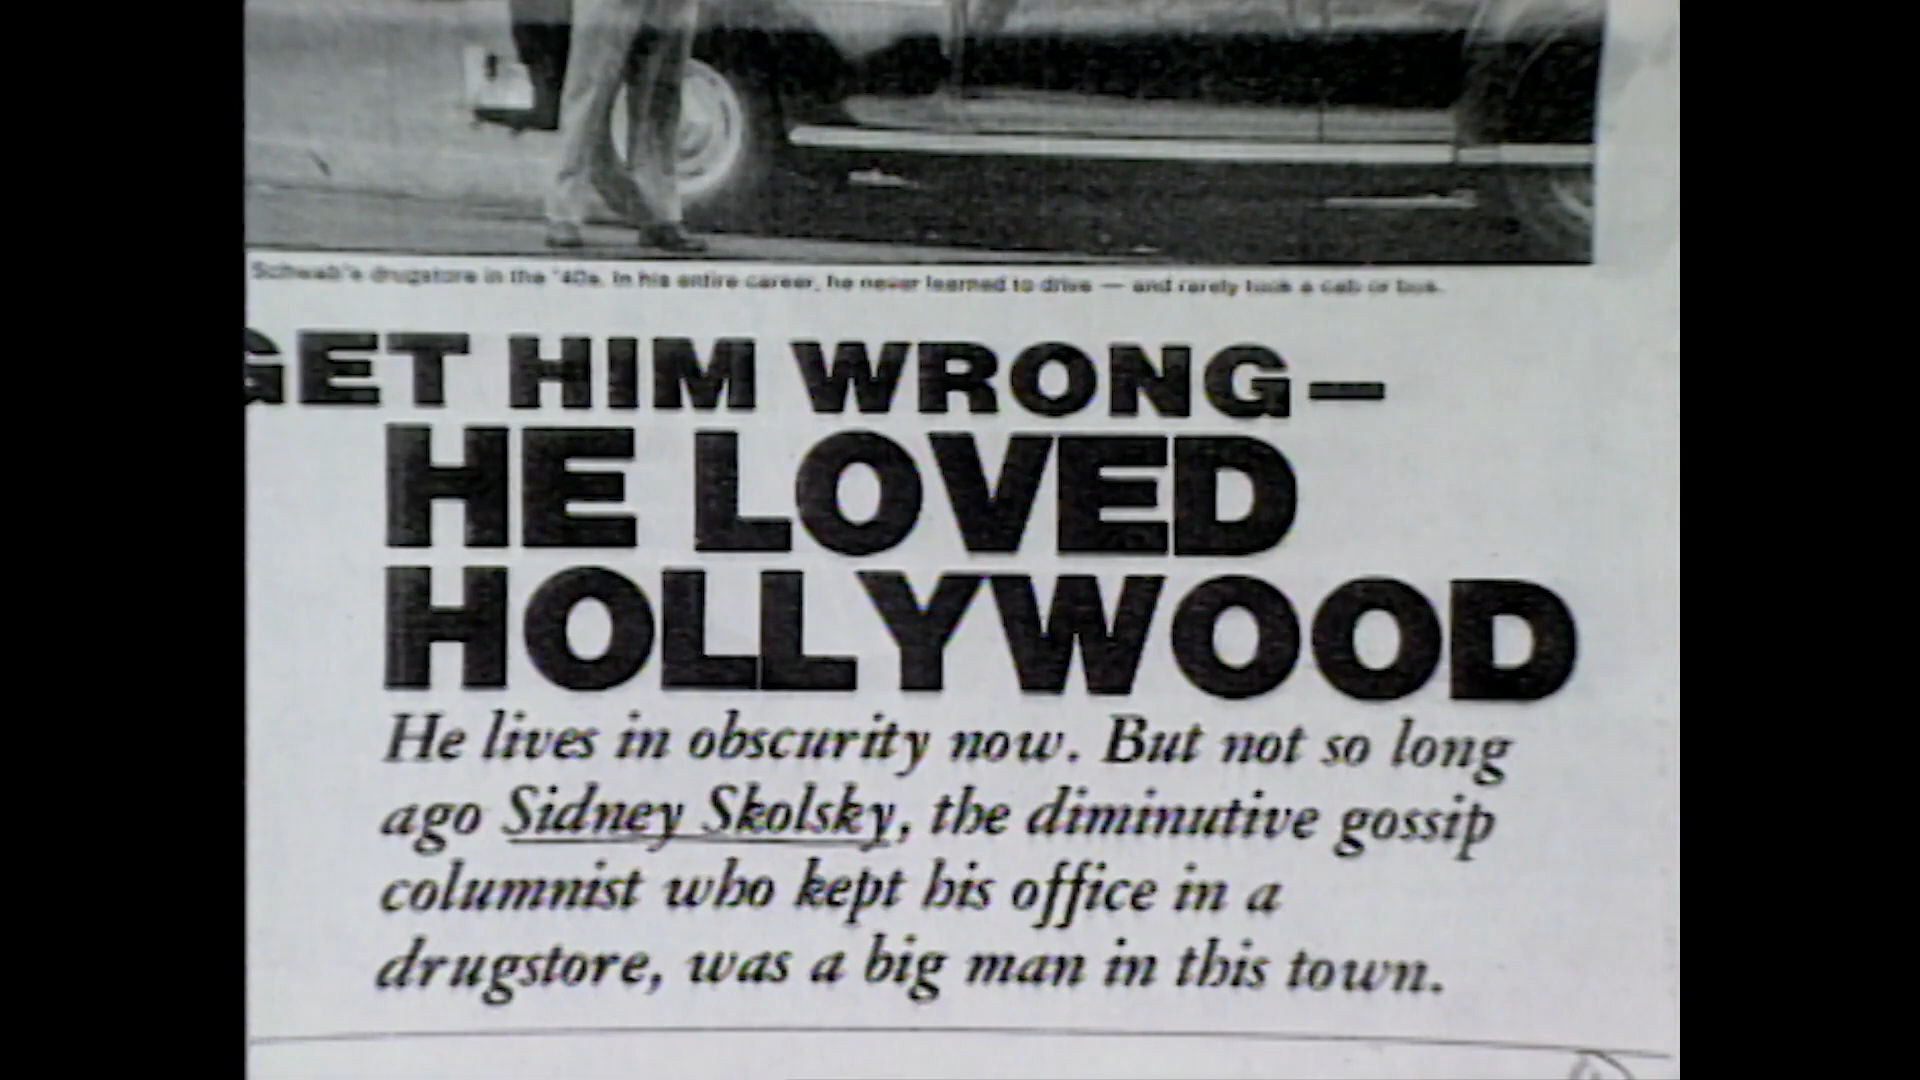 Schwab's drugstore in the '40s. In his entire career, he never learned to drive — and rarely took a cab or bus.
GET HIM WRONG—
HE LOVED
HOLLYWOOD
He lives in obscurity now. But not so long
ago Sidney Skolsky, the diminutive gossip
columnist who kept his office in a
drugstore, was a big man in this town.